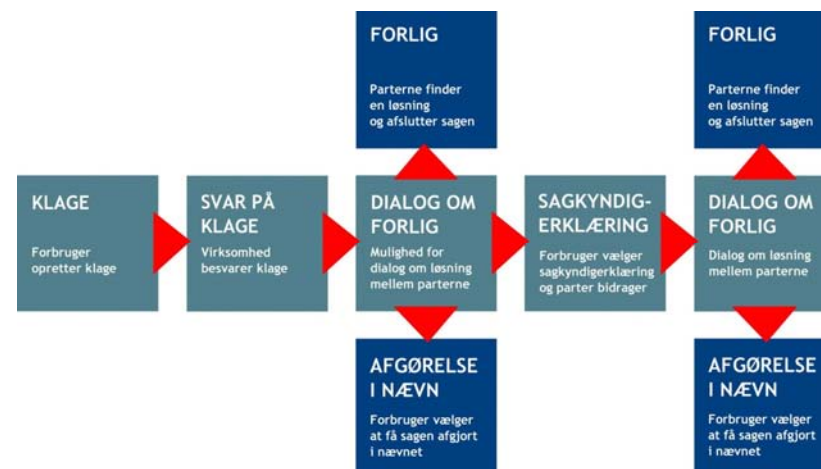 FORLIG
Parterne finder
en løsning
og afslutter sagen
FORLIG
Parterne finder
en løsning
og afslutter sagen
KLAGE
Forbruger
opretter klage
SVAR PÅ
KLAGE
Virksomhed
besvarer klage
DIALOG OM
FORLIG
Mulighed for
dialog om løsning
mellem parterne
SAGKYNDIG-
ERKLÆRING
Forbruger vælger
sagkyndigerklæring
og parter bidrager
DIALOG OM
FORLIG
Dialog om løsning
mellem parterne
AFGØRELSE
I NÆVN
Forbruger vælger
at få sagen afgjort
i nævnet
AFGØRELSE
I NÆVN
Forbruger vælger
at få sagen afgjort
i nævnet